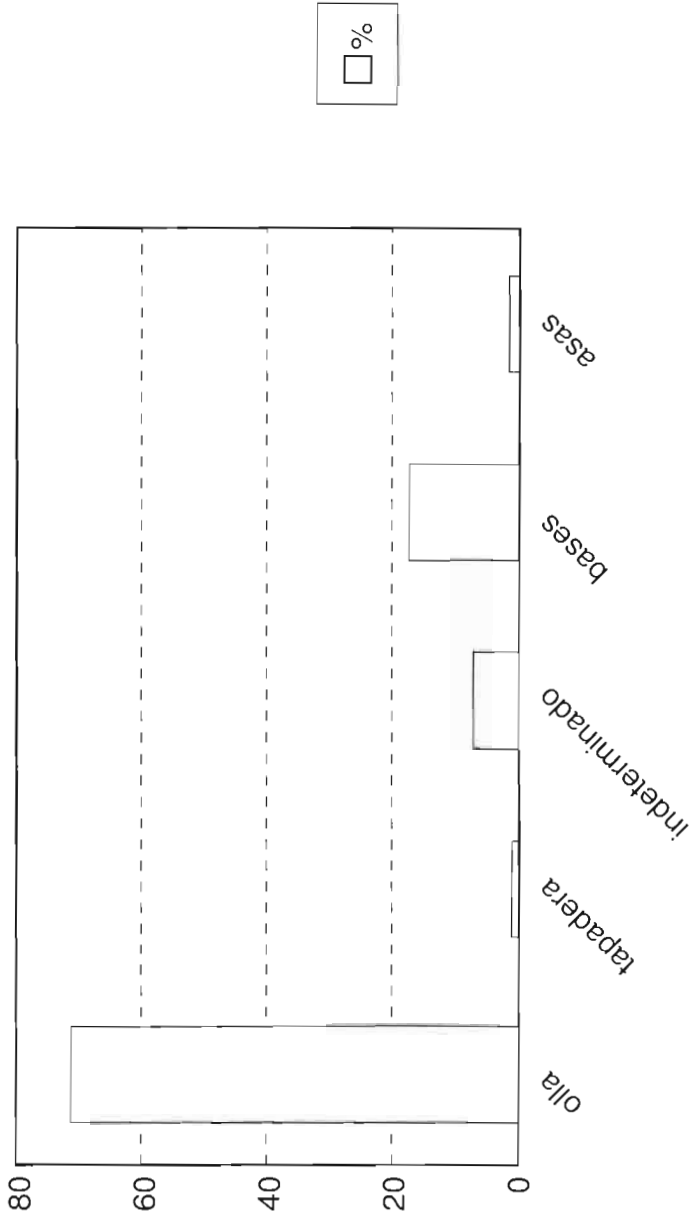 80
60
40
20
0
olla
tapadera
indeterminado
bases
asas
%